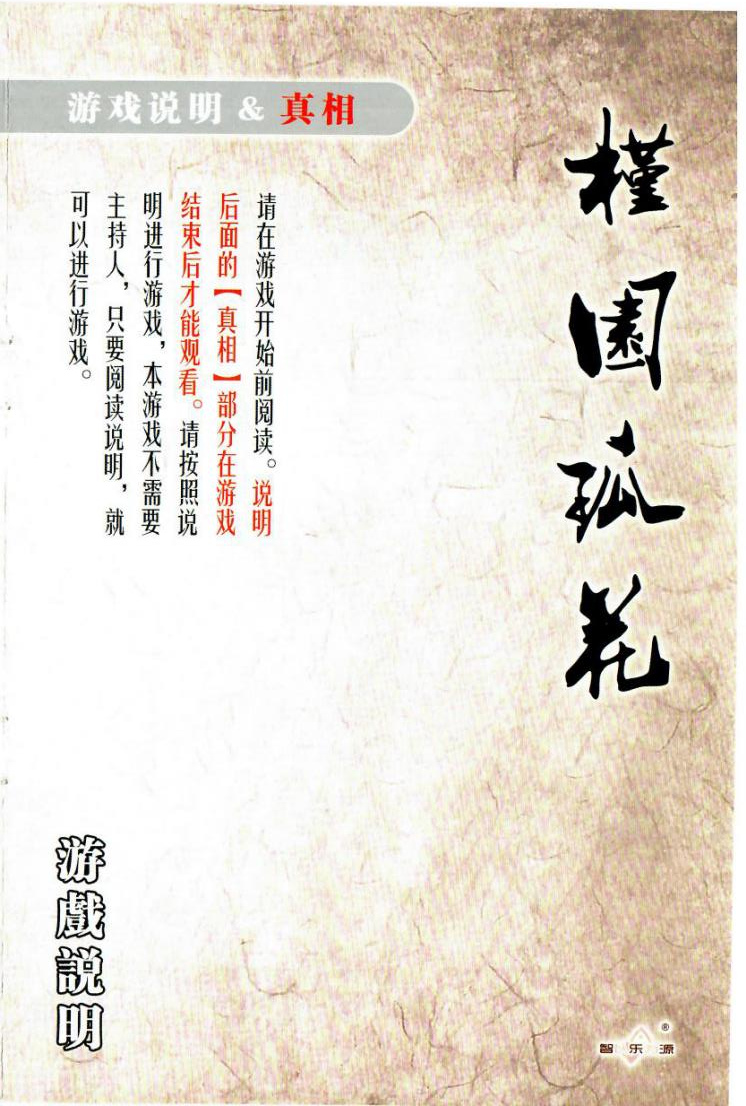 游戏说明 & 真相
槿園孤花
请在游戏开始前阅读。说明
后面的【真相】部分在游戏
结束后才能观看。请按照说
明进行游戏，本游戏不需要
主持人，只要阅读说明，就
可以进行游戏。
游戲説明
智乐源®